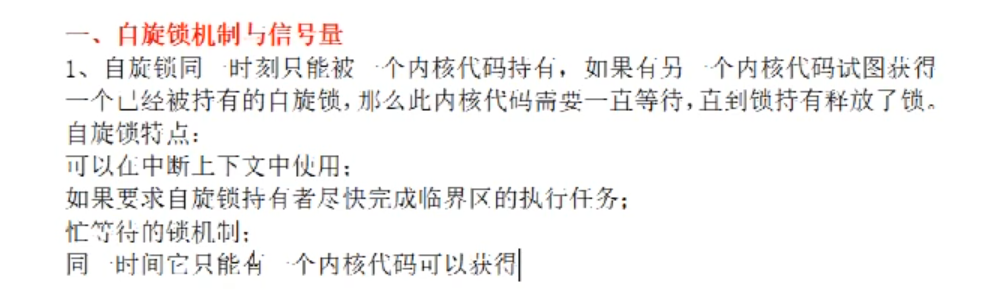 一、自旋锁机制与信号量
1、自旋锁同一时刻只能被一个内核代码持有，如果有另一个内核代码试图获得
一个已经被持有的自旋锁，那么此内核代码需要一直等待，直到锁持有释放了锁。
自旋锁特点：
可以在中断上下文中使用；
如果要求自旋锁持有者尽快完成临界区的执行任务；
忙等待的锁机制；
同一时间它只能有一个内核代码可以获得